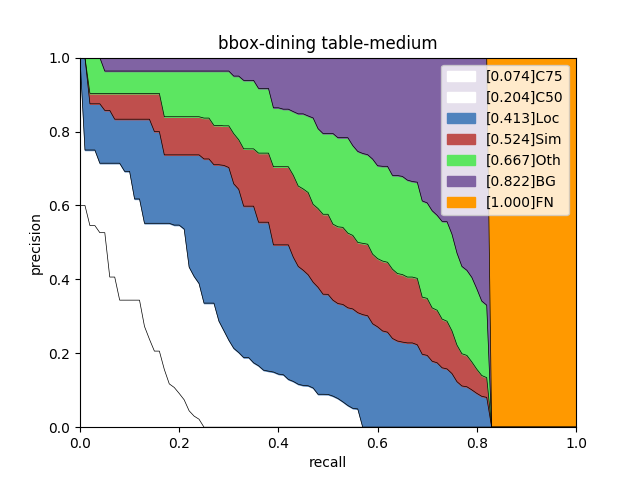 bbox-dining table-medium
1.0
0.8
0.6
0.4
0.2
0.0
precision
[0.074]C75
[0.204]C50
[0.413]Loc
[0.524]Sim
[0.667]Oth
[0.822]BG
[1.000]FN
0.0 0.2 0.4 0.6 0.8 1.0
recall